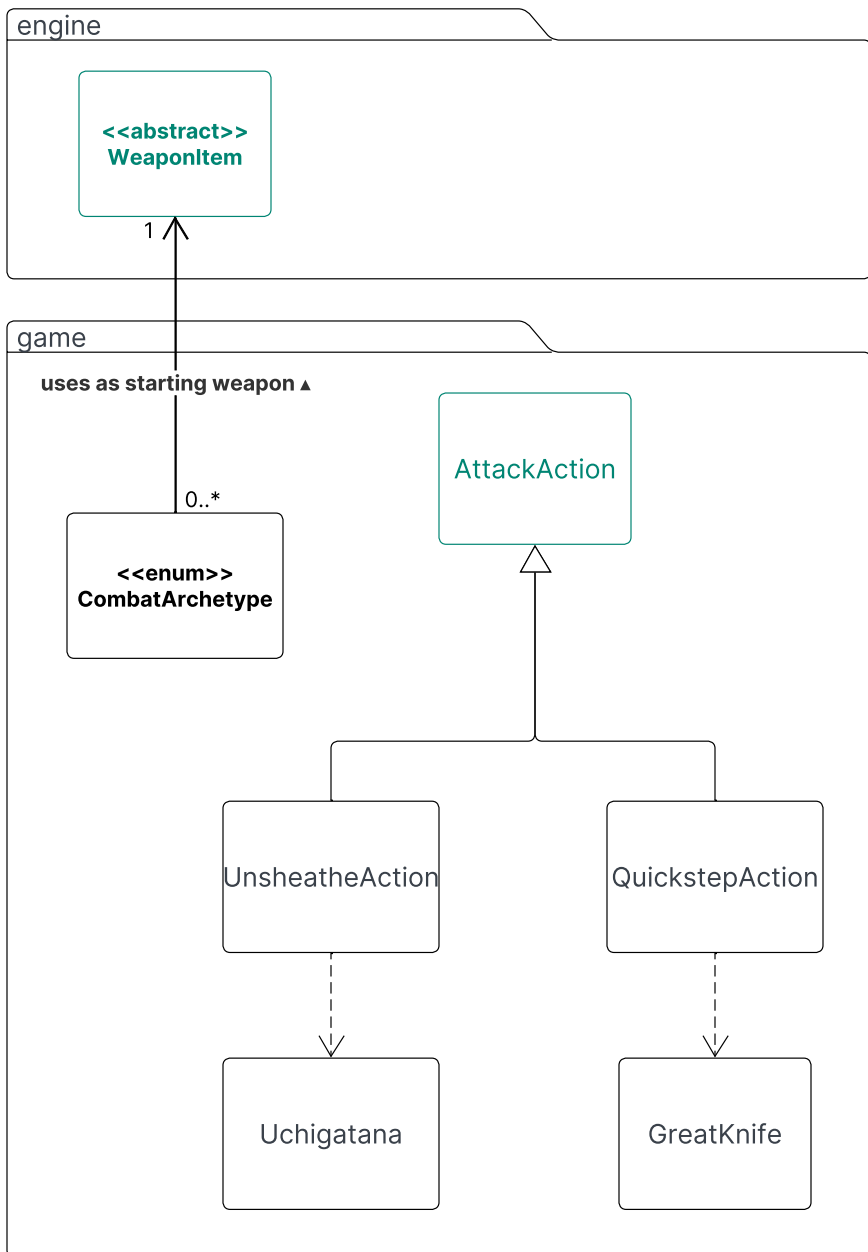 engine
<<abstract>>
WeaponItem
1
game
uses as starting weapon ▴
AttackAction
0..*
<<enum>>
CombatArchetype
UnsheatheAction
QuickstepAction
Uchigatana
GreatKnife